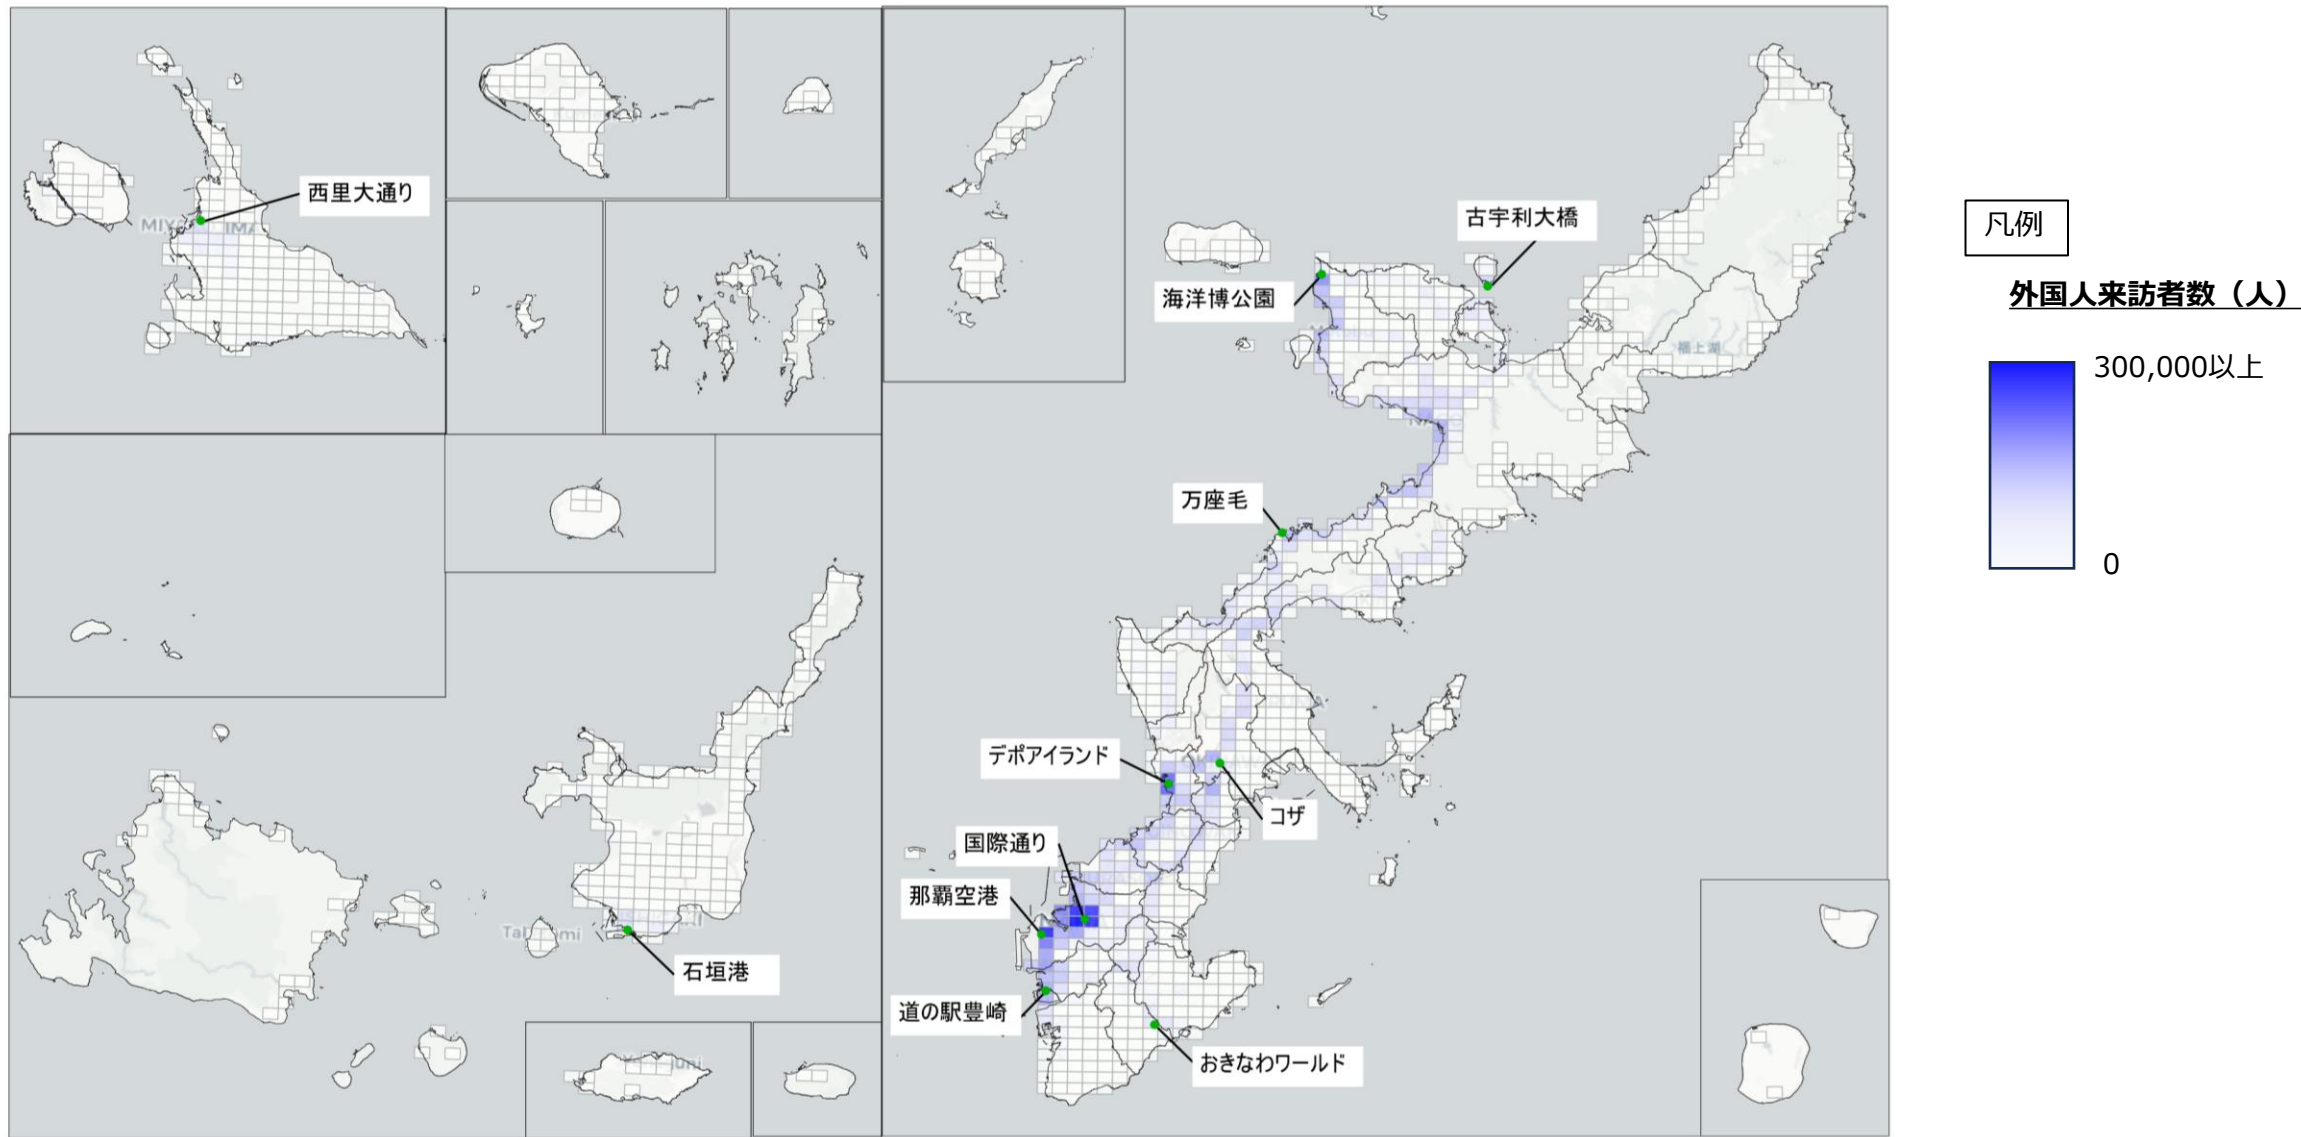 西里大通り
古宇利大橋
海洋博公園
福上湖
万座毛
デポアイランド
コザ
国際通り
那覇空港
石垣港
道の駅豊崎
おきなわワールド
凡例
外国人来訪者数（人）
300,000以上
0